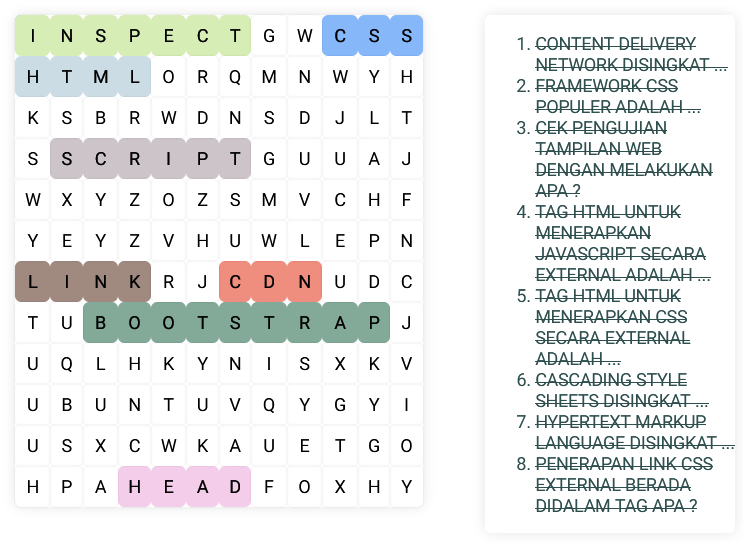 I N S P E C T G W C S S
H T M L O R Q M N W Y H
K S B R W D N S D J L T
S S C R I P T G U U A J
W X Y Z O Z S M V C H F
Y E Y Z V H U W L E P N
L I N K R J C D N U D C
T U B O O T S T R A P J
U Q L H K Y N I S X K V
U B U N T U V Q Y G Y I
U S X C W K A U E T G O
H P A H E A D F O X H Y
1. CONTENT DELIVERY
NETWORK DISINGKAT ...
2. FRAMEWORK CSS
POPULER ADALAH ...
3. CEK PENGUJIAN
TAMPILAN WEB
DENGAN MELAKUKAN
APA ?
4. TAG HTML UNTUK
MENERAPKAN
JAVASCRIPT SECARA
EXTERNAL ADALAH ...
5. TAG HTML UNTUK
MENERAPKAN CSS
SECARA EXTERNAL
ADALAH ...
6. CASCADING STYLE
SHEETS DISINGKAT ...
7. HYPERTEXT MARKUP
LANGUAGE DISINGKAT ...
8. PENERAPAN LINK CSS
EXTERNAL BERADA
DIDALAM TAG APA ?